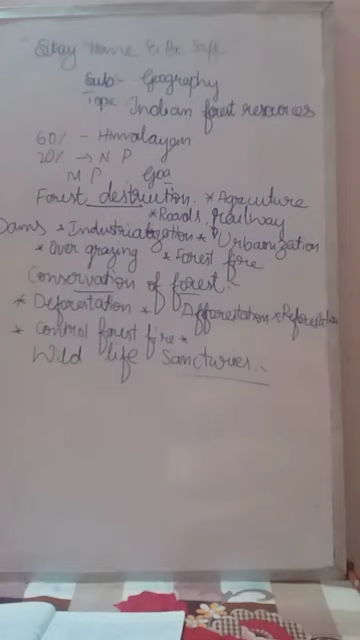 Stay Home & Be Safe
Sub:- Geography
Topic Indian forest resources
60% - Himalayan
20% → N P
M P Goa
Forest destruction. * Agriculture
* Roads, railway
Dams * Industrialization * Urbanization
* Over grazing * Forest fire
Conservation of forest:-
* Deforestation * Afforestation * Reforestation
* Control forest fire *
Wild life Sancturies.